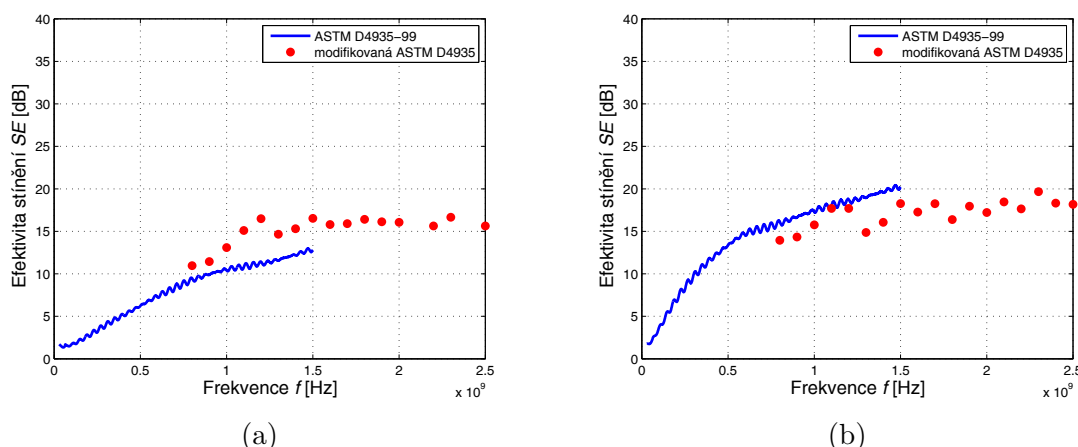 40
35
30
25
20
15
10
5
0
Efektivita stínění SE [dB]
ASTM D4935−99
modifikovaná ASTM D4935
0
0.5
1
1.5
2
2.5
x 10^9
Frekvence f [Hz]
(a)
40
35
30
25
20
15
10
5
0
Efektivita stínění SE [dB]
ASTM D4935−99
modifikovaná ASTM D4935
0
0.5
1
1.5
2
2.5
x 10^9
Frekvence f [Hz]
(b)